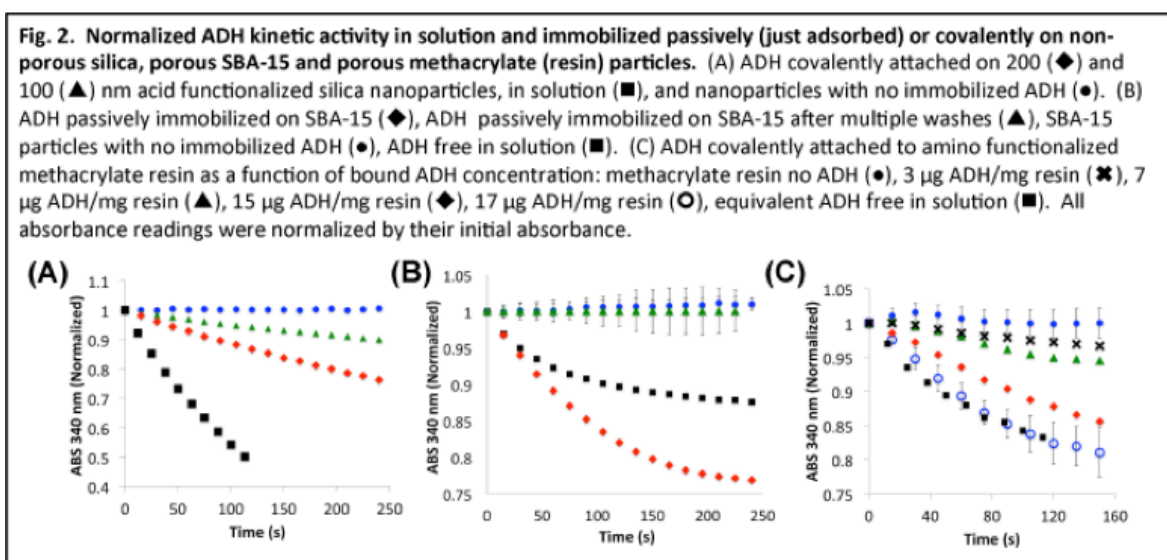 Fig. 2. Normalized ADH kinetic activity in solution and immobilized passively (just adsorbed) or covalently on non-
porous silica, porous SBA-15 and porous methacrylate (resin) particles. (A) ADH covalently attached on 200 (◆) and
100 (▲) nm acid functionalized silica nanoparticles, in solution (■), and nanoparticles with no immobilized ADH (●). (B)
ADH passively immobilized on SBA-15 (◆), ADH passively immobilized on SBA-15 after multiple washes (▲), SBA-15
particles with no immobilized ADH (●), ADH free in solution (■). (C) ADH covalently attached to amino functionalized
methacrylate resin as a function of bound ADH concentration: methacrylate resin no ADH (●), 3 µg ADH/mg resin (✖), 7
µg ADH/mg resin (▲), 15 µg ADH/mg resin (◆), 17 µg ADH/mg resin (O), equivalent ADH free in solution (■). All
absorbance readings were normalized by their initial absorbance.
(A)
ABS 340 nm (Normalized)
1.1
1
0.9
0.8
0.7
0.6
0.5
0.4
0 50 100 150 200 250
Time (s)
(B)
ABS 340 nm (Normalized)
1.05
1
0.95
0.9
0.85
0.8
0.75
0 50 100 150 200 250
Time (s)
(C)
ABS 340 nm (Normalized)
1.05
1
0.95
0.9
0.85
0.8
0.75
0 40 80 120 160
Time (s)